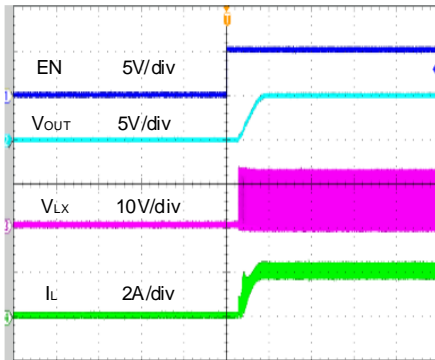 T
EN 5V/div
VOUT 5V/div
VLX 10V/div
IL 2A/div